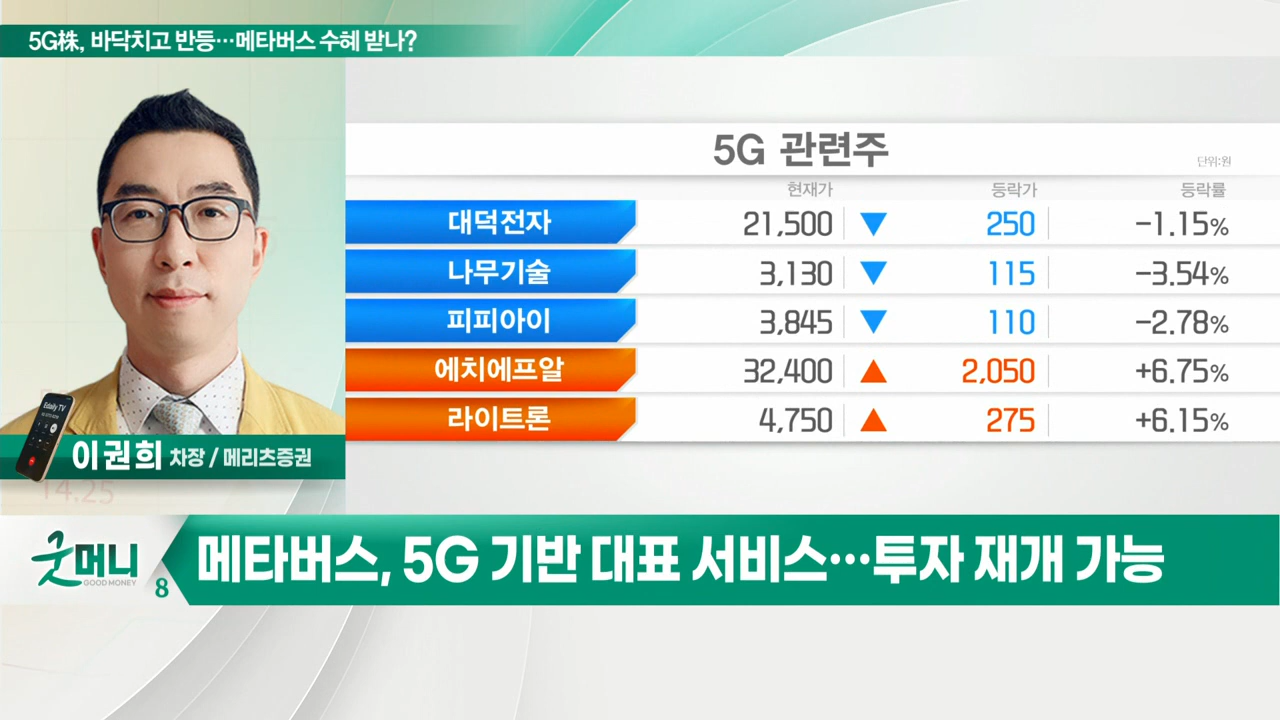 5G株, 바닥치고 반등…메타버스 수혜 받나?
5G 관련주
단위:원
현재가 등락가 등락률
대덕전자 21,500 ▼ 250 -1.15%
나무기술 3,130 ▼ 115 -3.54%
피피아이 3,845 ▼ 110 -2.78%
에치에프알 32,400 ▲ 2,050 +6.75%
라이트론 4,750 ▲ 275 +6.15%
Edaily TV
이권희 차장 / 메리츠증권
14.25
굿머니
GOOD MONEY
8
메타버스, 5G 기반 대표 서비스…투자 재개 가능